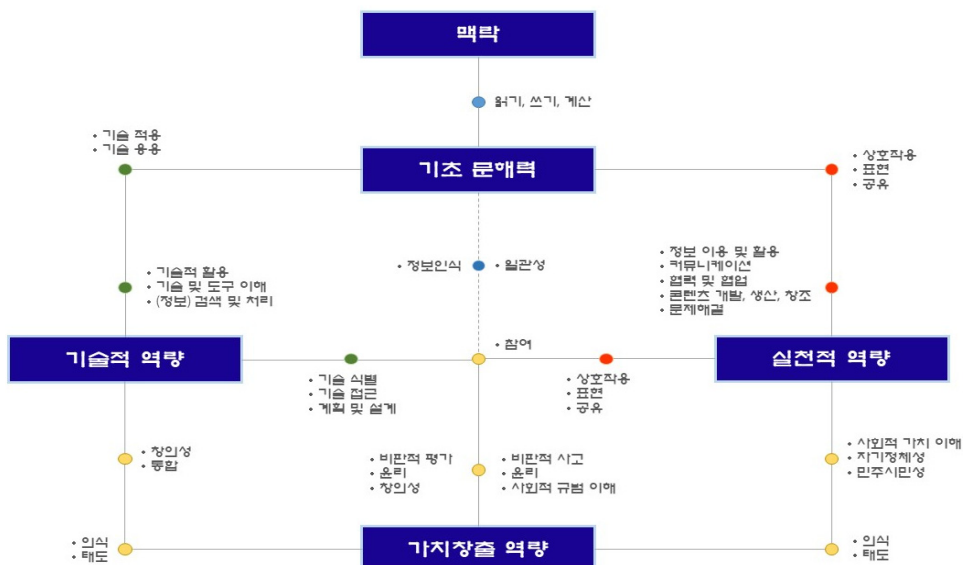 맥락
• 읽기, 쓰기, 계산
• 기술 적용
• 기술 응용
기초 문해력
• 상호작용
• 표현
• 공유
• 정보인식
• 일관성
• 기술적 활용
• 기술 및 도구 이해
• (정보) 검색 및 처리
• 정보 이용 및 활용
• 커뮤니케이션
• 협력 및 협업
• 콘텐츠 개발, 생산, 창조
• 문제해결
기술적 역량
• 참여
실천적 역량
• 기술 식별
• 기술 접근
• 계획 및 설계
• 상호작용
• 표현
• 공유
• 창의성
• 통합
• 비판적 평가
• 윤리
• 창의성
• 비판적 사고
• 윤리
• 사회적 규범 이해
• 사회적 가치 이해
• 자기정체성
• 민주시민성
• 인식
• 태도
가치창출 역량
• 인식
• 태도